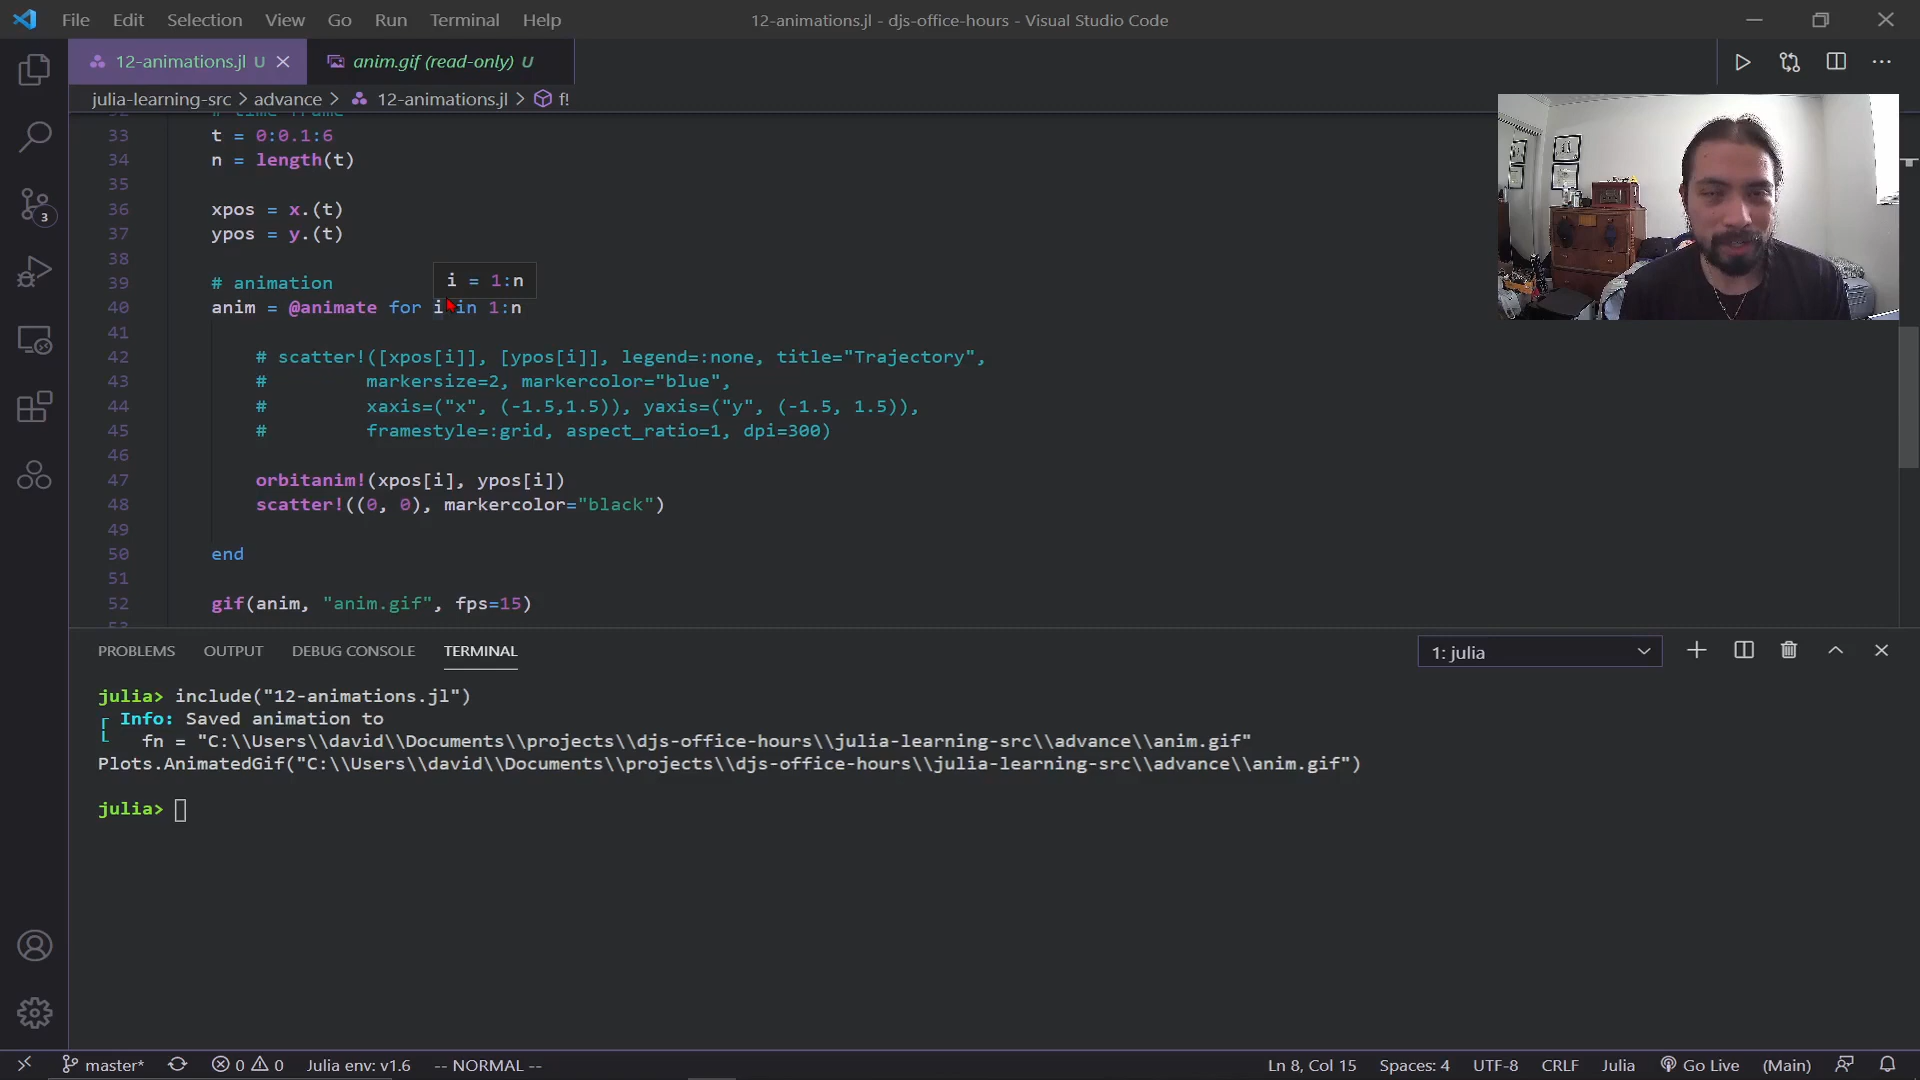 File Edit Selection View Go Run Terminal Help
12-animations.jl - djs-office-hours - Visual Studio Code
12-animations.jl U
anim.gif (read-only) U
julia-learning-src > advance > 12-animations.jl > f!
32 # time frame
33 t = 0:0.1:6
34 n = length(t)
35
36 xpos = x.(t)
37 ypos = y.(t)
38
39 # animation
i = 1:n
40 anim = @animate for i in 1:n
41
42 # scatter!([xpos[i]], [ypos[i]], legend=:none, title="Trajectory",
43 # markersize=2, markercolor="blue",
44 # xaxis=("x", (-1.5,1.5)), yaxis=("y", (-1.5, 1.5)),
45 # framestyle=:grid, aspect_ratio=1, dpi=300)
46
47 orbitanim!(xpos[i], ypos[i])
48 scatter!((0, 0), markercolor="black")
49
50 end
51
52 gif(anim, "anim.gif", fps=15)
53
3
PROBLEMS OUTPUT DEBUG CONSOLE TERMINAL
1: julia
julia> include("12-animations.jl")
Info: Saved animation to
fn = "C:\\Users\\david\\Documents\\projects\\djs-office-hours\\julia-learning-src\\advance\\anim.gif"
Plots.AnimatedGif("C:\\Users\\david\\Documents\\projects\\djs-office-hours\\julia-learning-src\\advance\\anim.gif")
julia>
master* 0 0 Julia env: v1.6 -- NORMAL -- Ln 8, Col 15 Spaces: 4 UTF-8 CRLF Julia Go Live (Main)